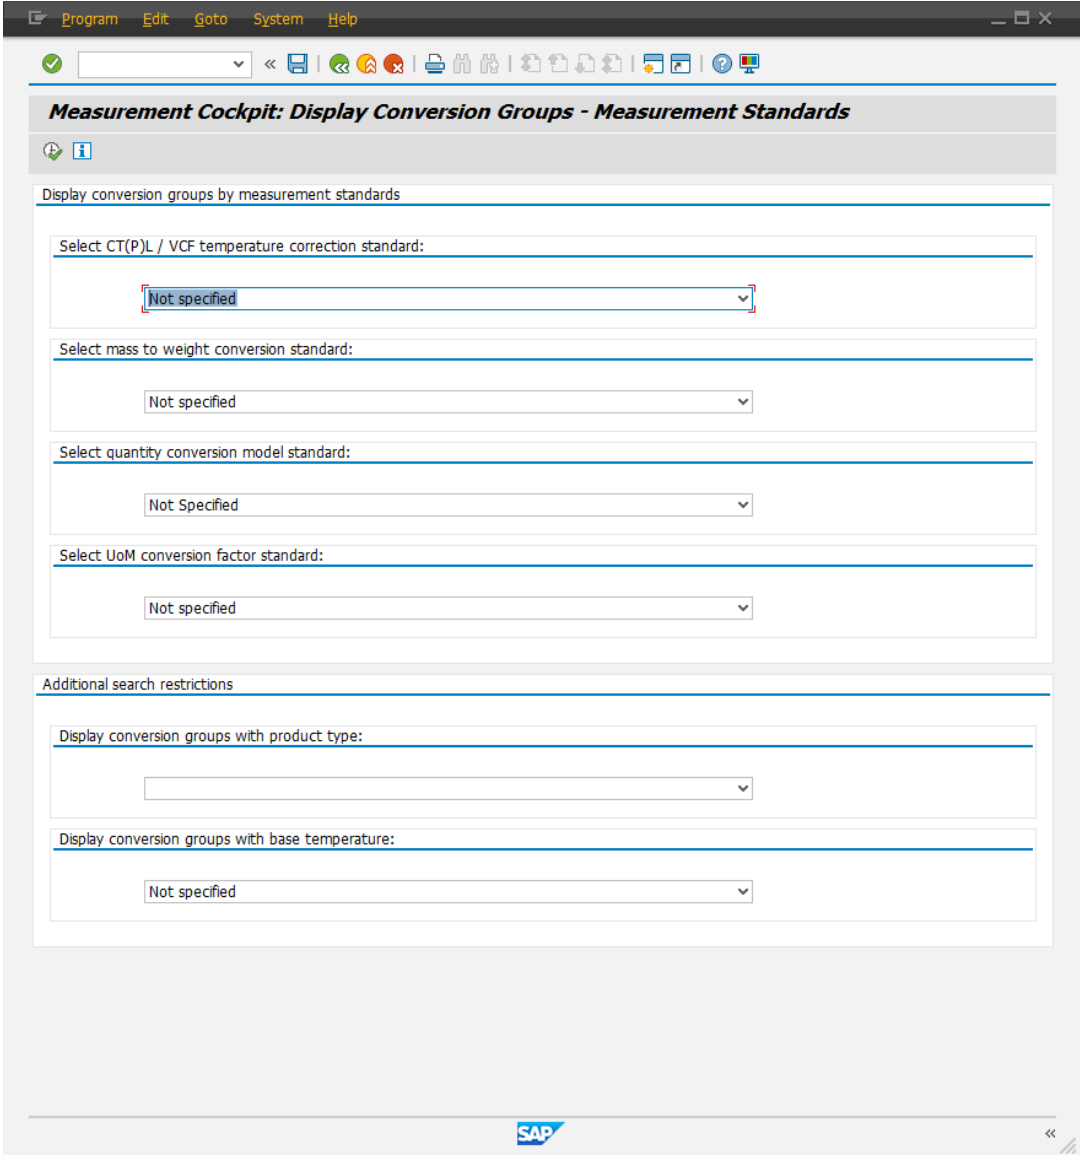 Program Edit Goto System Help
Measurement Cockpit: Display Conversion Groups - Measurement Standards
Display conversion groups by measurement standards
Select CT(P)L / VCF temperature correction standard:
Not specified
Select mass to weight conversion standard:
Not specified
Select quantity conversion model standard:
Not Specified
Select UoM conversion factor standard:
Not specified
Additional search restrictions
Display conversion groups with product type:
Display conversion groups with base temperature:
Not specified
SAP